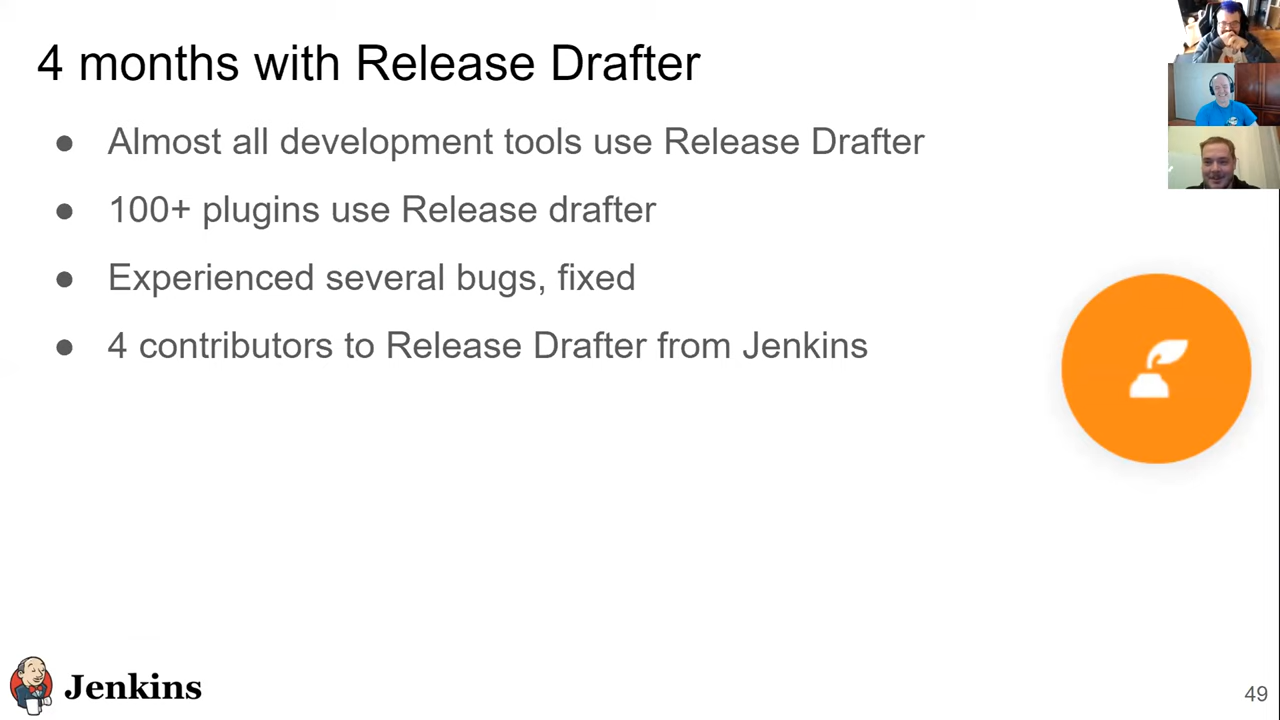 4 months with Release Drafter
● Almost all development tools use Release Drafter
● 100+ plugins use Release drafter
● Experienced several bugs, fixed
● 4 contributors to Release Drafter from Jenkins
Jenkins
49